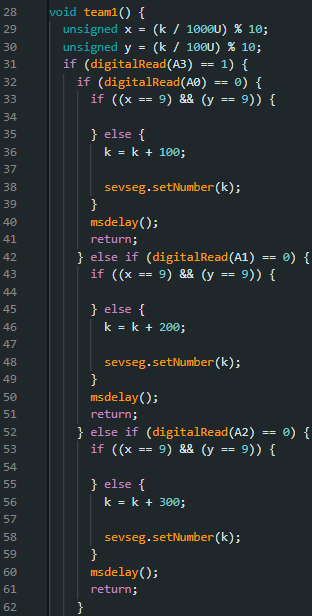 28 void team1() {
29 unsigned x = (k / 1000U) % 10;
30 unsigned y = (k / 100U) % 10;
31 if (digitalRead(A3) == 1) {
32 if (digitalRead(A0) == 0) {
33 if ((x == 9) && (y == 9)) {
34
35 } else {
36 k = k + 100;
37
38 sevseg.setNumber(k);
39 }
40 msdelay();
41 return;
42 } else if (digitalRead(A1) == 0) {
43 if ((x == 9) && (y == 9)) {
44
45 } else {
46 k = k + 200;
47
48 sevseg.setNumber(k);
49 }
50 msdelay();
51 return;
52 } else if (digitalRead(A2) == 0) {
53 if ((x == 9) && (y == 9)) {
54
55 } else {
56 k = k + 300;
57
58 sevseg.setNumber(k);
59 }
60 msdelay();
61 return;
62 }